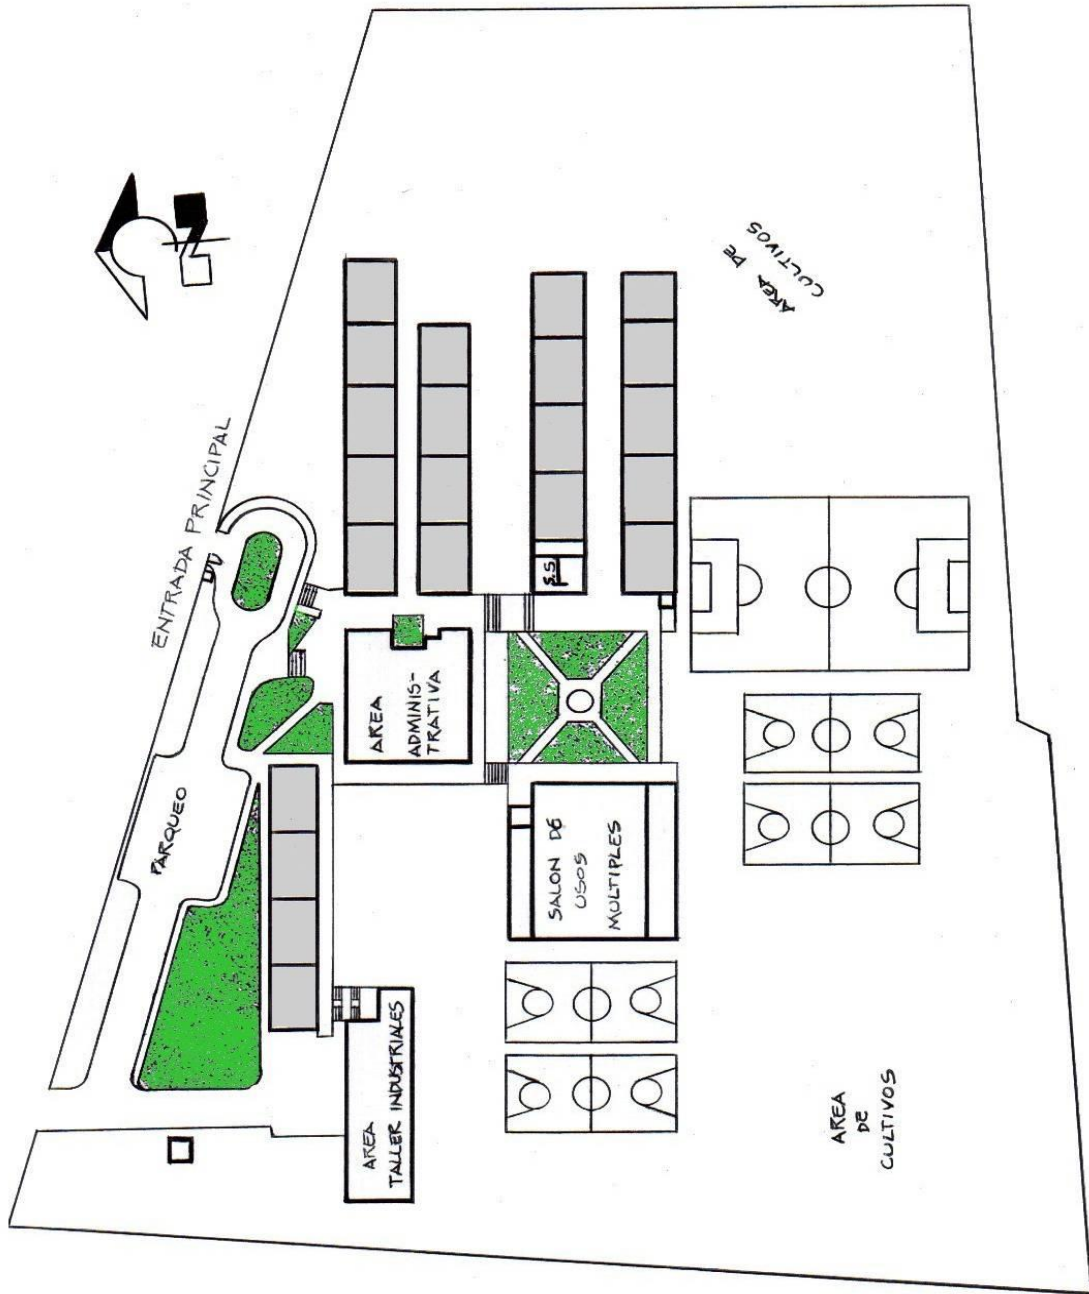 ENTRADA PRINCIPAL
PARQUEO
AREA
ADMINIS-
TRATIVA
S.S
AREA DE
CULTIVOS
SALON DE
USOS
MULTIPLES
AREA
TALLER INDUSTRIALES
AREA
DE
CULTIVOS
N